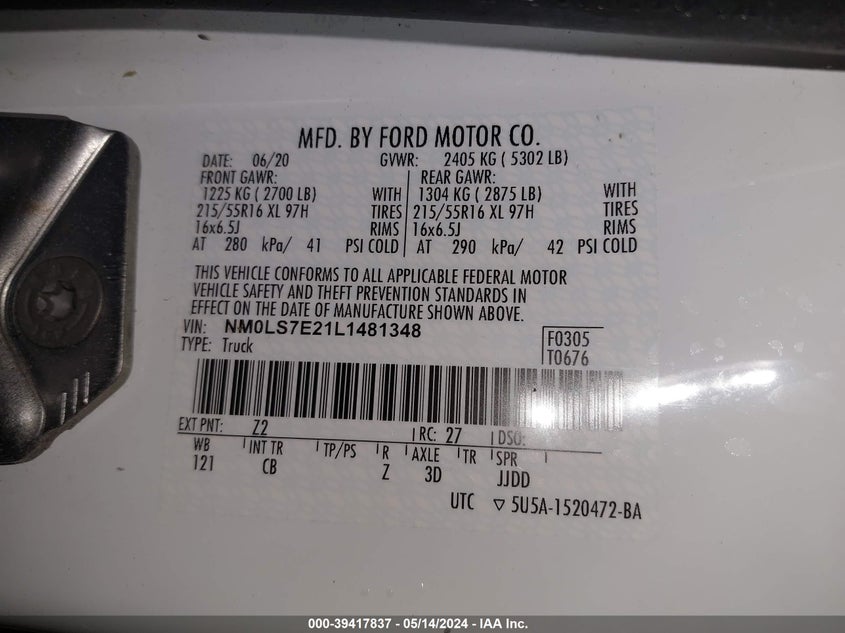 MFD. BY FORD MOTOR CO.
DATE: 06/20 GVWR: 2405 KG ( 5302 LB)
FRONT GAWR: REAR GAWR:
1225 KG ( 2700 LB) WITH 1304 KG ( 2875 LB) WITH
215/55R16 XL 97H TIRES 215/55R16 XL 97H TIRES
16x6.5J RIMS 16x6.5J RIMS
AT 280 kPa/ 41 PSI COLD AT 290 kPa/ 42 PSI COLD
THIS VEHICLE CONFORMS TO ALL APPLICABLE FEDERAL MOTOR
VEHICLE SAFETY AND THEFT PREVENTION STANDARDS IN
EFFECT ON THE DATE OF MANUFACTURE SHOWN ABOVE.
VIN: NM0LS7E21L1481348 F0305
TYPE: Truck T0676
EXT PNT: Z2 RC: 27 DSO:
WB INT TR TP/PS R AXLE TR SPR
121 CB Z 3D JJDD
UTC ▽ 5U5A-1520472-BA
000-39417837 - 05/14/2024 - IAA Inc.